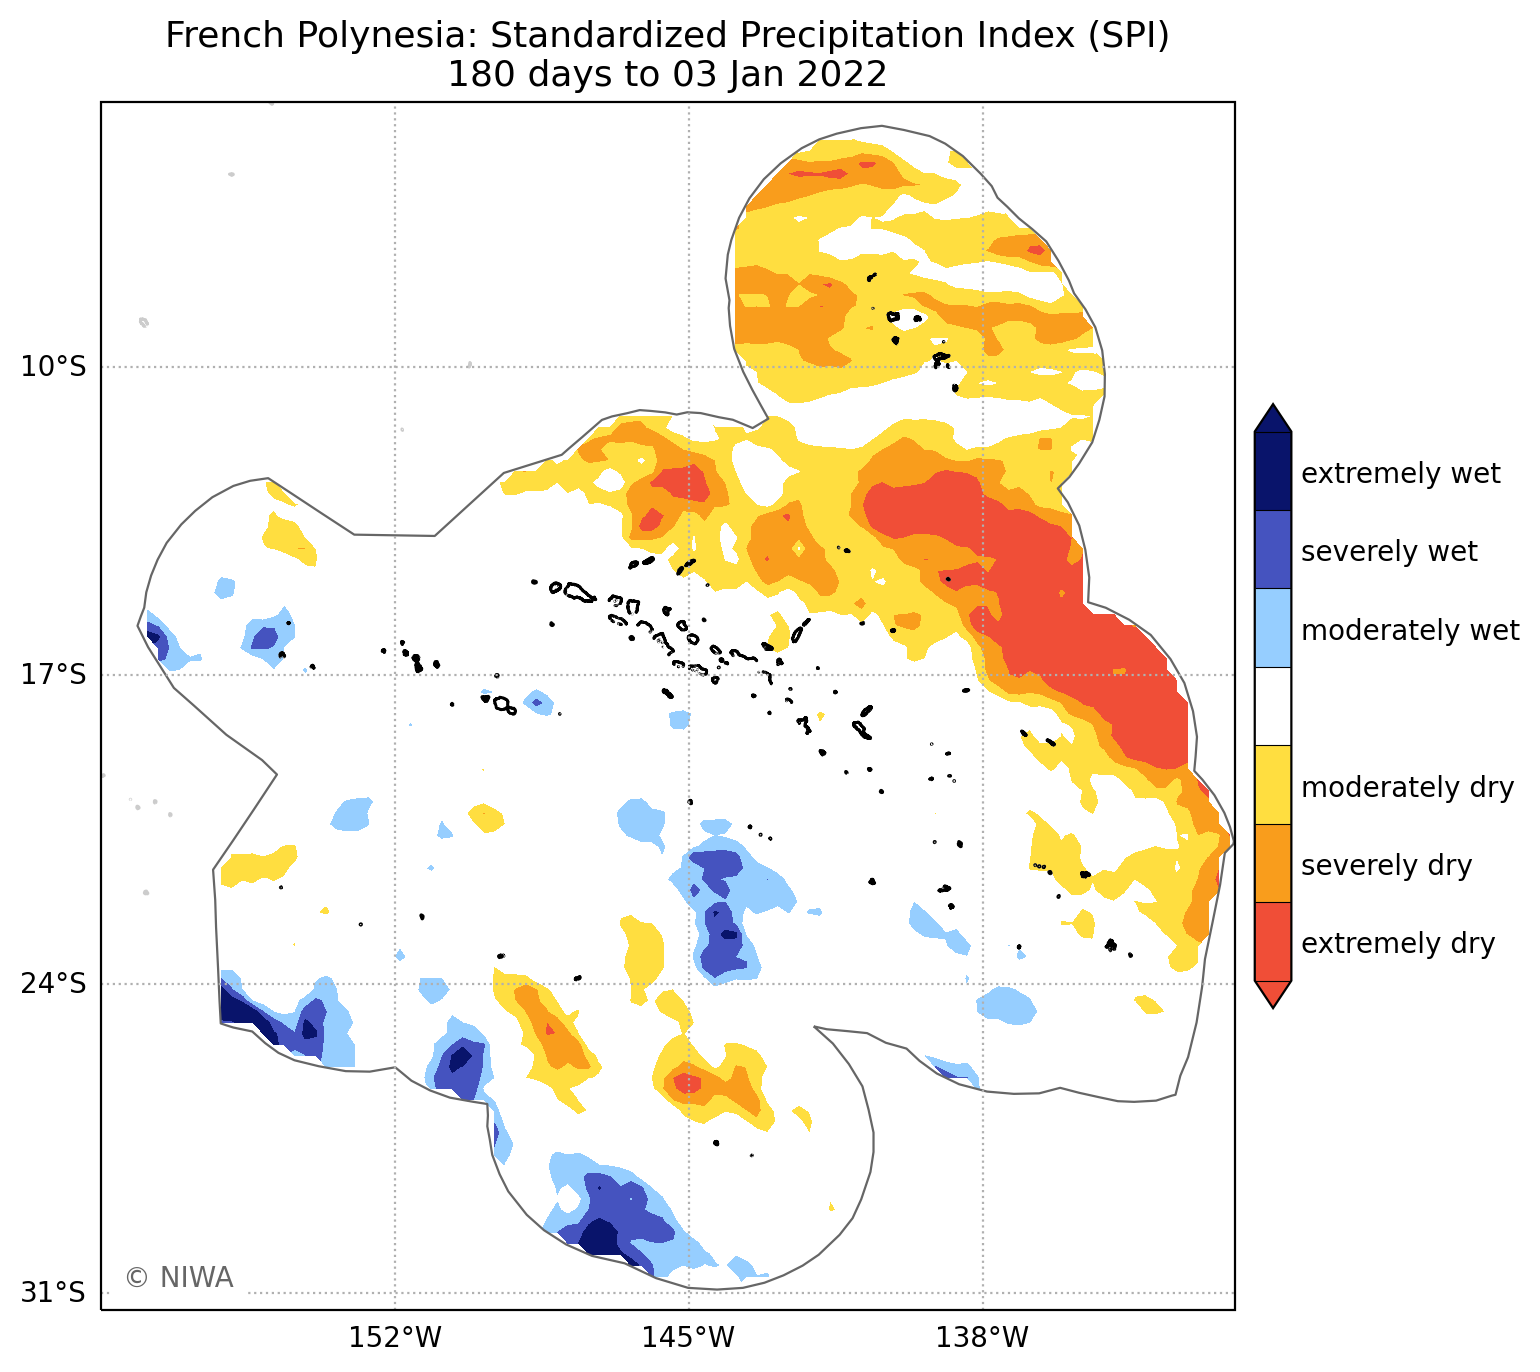 French Polynesia: Standardized Precipitation Index (SPI)
180 days to 03 Jan 2022
10°S
17°S
24°S
31°S
152°W
145°W
138°W
extremely wet
severely wet
moderately wet
moderately dry
severely dry
extremely dry
© NIWA